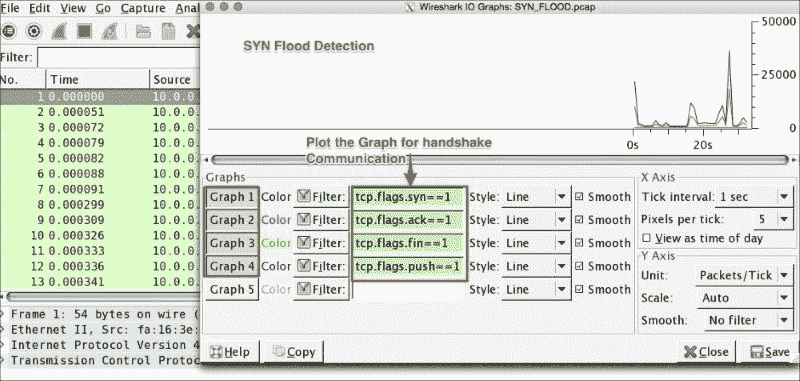 File Edit View Go Capture
Filter:
No. Time Source
1 0.000000 10.0.0.
2 0.000051 10.0.0.
3 0.000072 10.0.0.
4 0.000079 10.0.0.
5 0.000082 10.0.0.
6 0.000088 10.0.0.
7 0.000091 10.0.0.
8 0.000299 10.0.0.
9 0.000309 10.0.0.
10 0.000326 10.0.0.
11 0.000333 10.0.0.
12 0.000336 10.0.0.
13 0.000341 10.0.0.
Frame 1: 54 bytes on wire (
Ethernet II, Src: fa:16:3e:
Internet Protocol Version 4
Transmission Control Protoc
Wireshark IO Graphs: SYN_FLOOD.pcap
SYN Flood Detection
50000
25000
0
0s 20s
Plot the Graph for handshake
Communication
Graphs
Graph 1 Color Filter: tcp.flags.syn==1 Style: Line Smooth
Graph 2 Color Filter: tcp.flags.ack==1 Style: Line Smooth
Graph 3 Color Filter: tcp.flags.fin==1 Style: Line Smooth
Graph 4 Color Filter: tcp.flags.push==1 Style: Line Smooth
Graph 5 Color Filter: Style: Line Smooth
X Axis
Tick interval: 1 sec
Pixels per tick: 5
View as time of day
Y Axis
Unit: Packets/Tick
Scale: Auto
Smooth: No filter
Help Copy Close Save